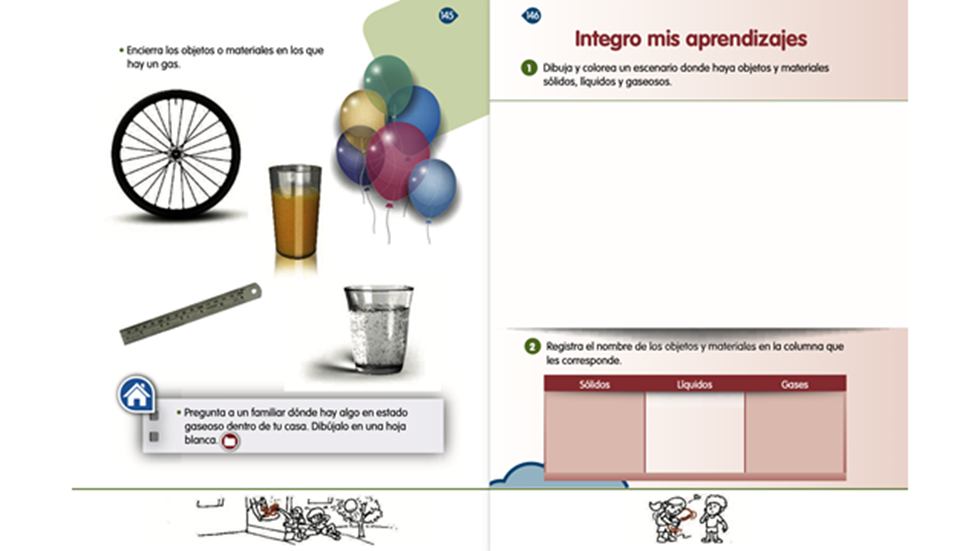 145
• Encierra los objetos o materiales en los que
hay un gas.
• Pregunta a un familiar dónde hay algo en estado
gaseoso dentro de tu casa. Dibújalo en una hoja
blanca.
146
Integro mis aprendizajes
1 Dibuja y colorea un escenario donde haya objetos y materiales
sólidos, líquidos y gaseosos.
2 Registra el nombre de los objetos y materiales en la columna que
les corresponde.
Sólidos Líquidos Gases